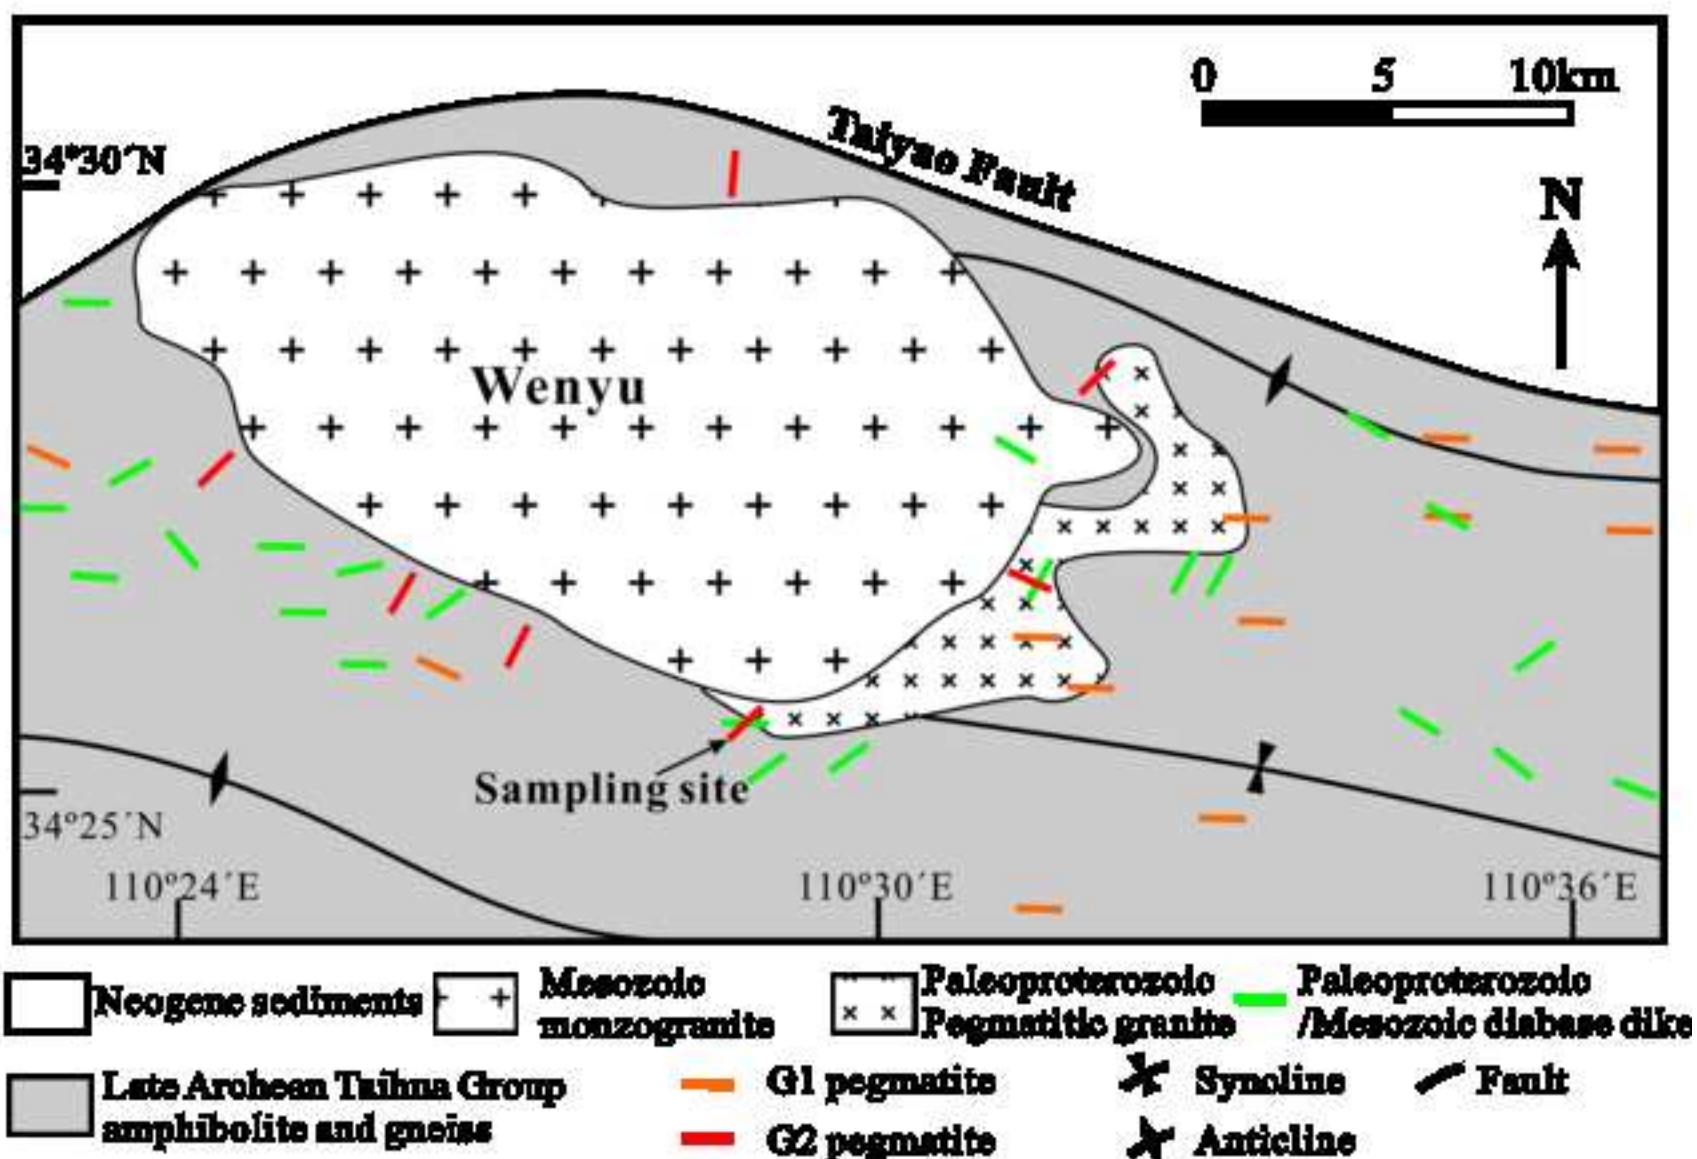 0 5 10km
34°30´N
Taiyao Fault
N
Wenyu
Sampling site
34°25´N
110°24´E 110°30´E 110°36´E
Neogene sediments
Mesozoic
monzogranite
Paleoproterozoic
Pegmatitic granite
Paleoproterozoic
/Mesozoic diabase dike
Late Archean Taihua Group
amphibolite and gneiss
G1 pegmatite
G2 pegmatite
Syncline
Anticline
Fault